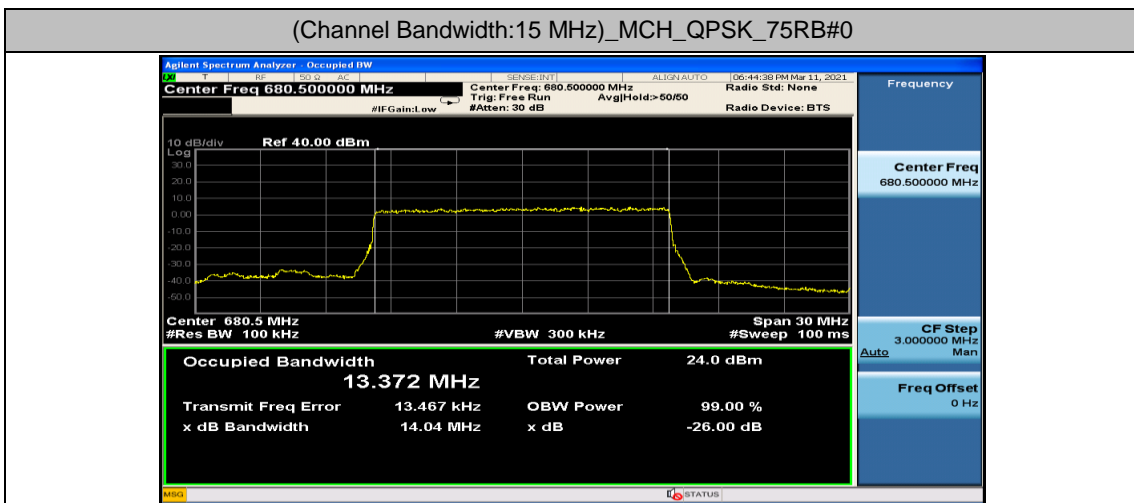 (Channel Bandwidth:15 MHz)_MCH_QPSK_75RB#0
Agilent Spectrum Analyzer - Occupied BW
LXI T RF 50 Ω AC SENSE:INT ALIGN AUTO 06:44:38 PM Mar 11, 2021
Center Freq 680.500000 MHz
Center Freq: 680.500000 MHz Radio Std: None
Trig: Free Run Avg|Hold:>50/50
#IFGain:Low #Atten: 30 dB Radio Device: BTS
10 dB/div Ref 40.00 dBm
Log
30.0
20.0
10.0
0.00
-10.0
-20.0
-30.0
-40.0
-50.0
Center 680.5 MHz Span 30 MHz
#Res BW 100 kHz #VBW 300 kHz #Sweep 100 ms
Occupied Bandwidth Total Power 24.0 dBm
13.372 MHz
Transmit Freq Error 13.467 kHz OBW Power 99.00 %
x dB Bandwidth 14.04 MHz x dB -26.00 dB
MSG STATUS
Frequency
Center Freq
680.500000 MHz
CF Step
3.000000 MHz
Auto Man
Freq Offset
0 Hz